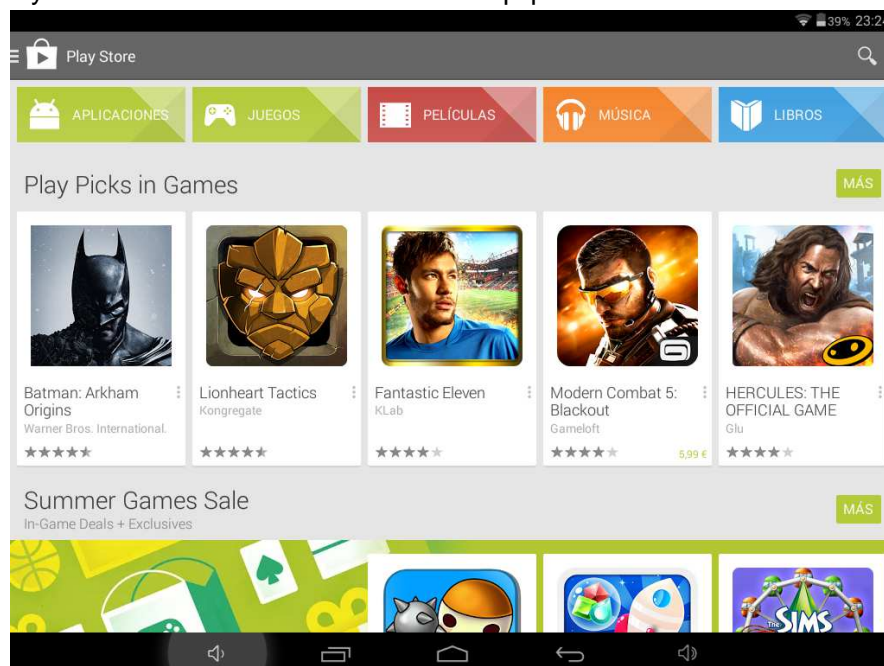 39% 23:24
Play Store
APLICACIONES
JUEGOS
PELÍCULAS
MÚSICA
LIBROS
Play Picks in Games
MÁS
Batman: Arkham
Origins
Warner Bros. International.
Lionheart Tactics
Kongregate
Fantastic Eleven
KLab
Modern Combat 5:
Blackout
Gameloft
5,99 €
HERCULES: THE
OFFICIAL GAME
Glu
Summer Games Sale
In-Game Deals + Exclusives
MÁS
The SIMS